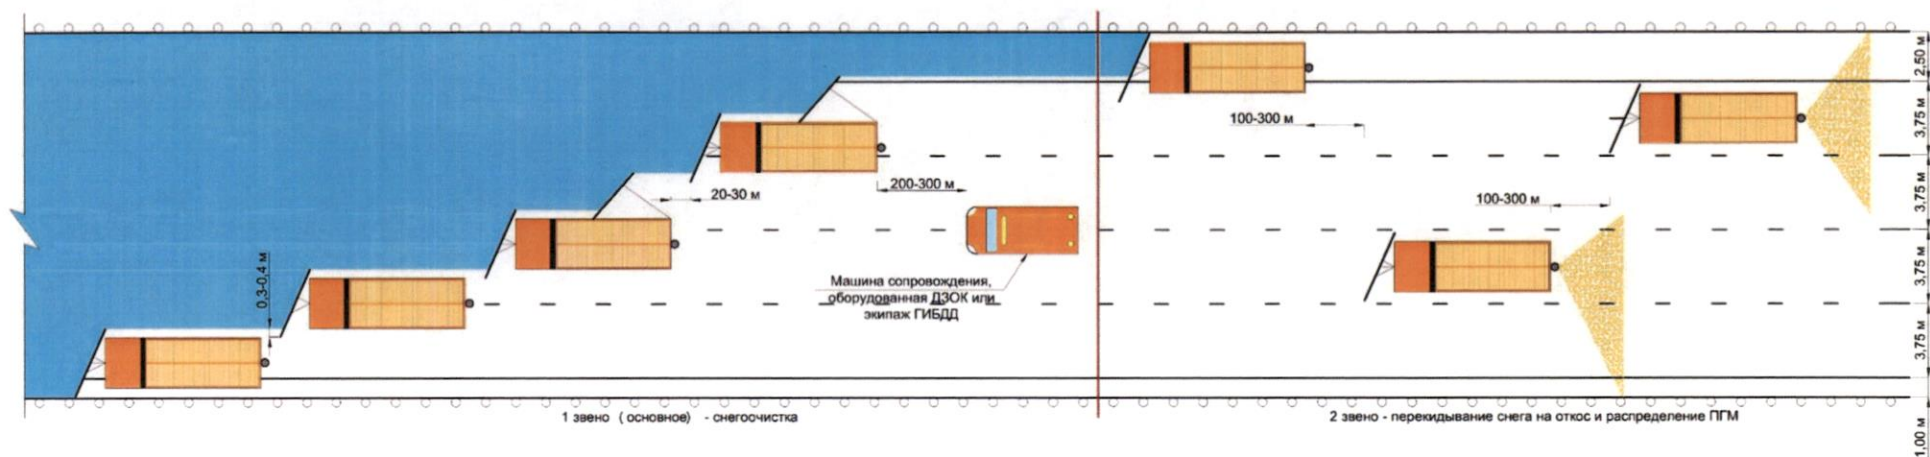 2,50 м
3,75 м
3,75 м
3,75 м
3,75 м
1,00 м
100-300 м
100-300 м
200-300 м
20-30 м
0,3-0,4 м
Машина сопровождения,
оборудованная ДЗОК или
экипаж ГИБДД
1 звено ( основное) - снегоочистка
2 звено - перекидывание снега на откос и распределение ПГМ